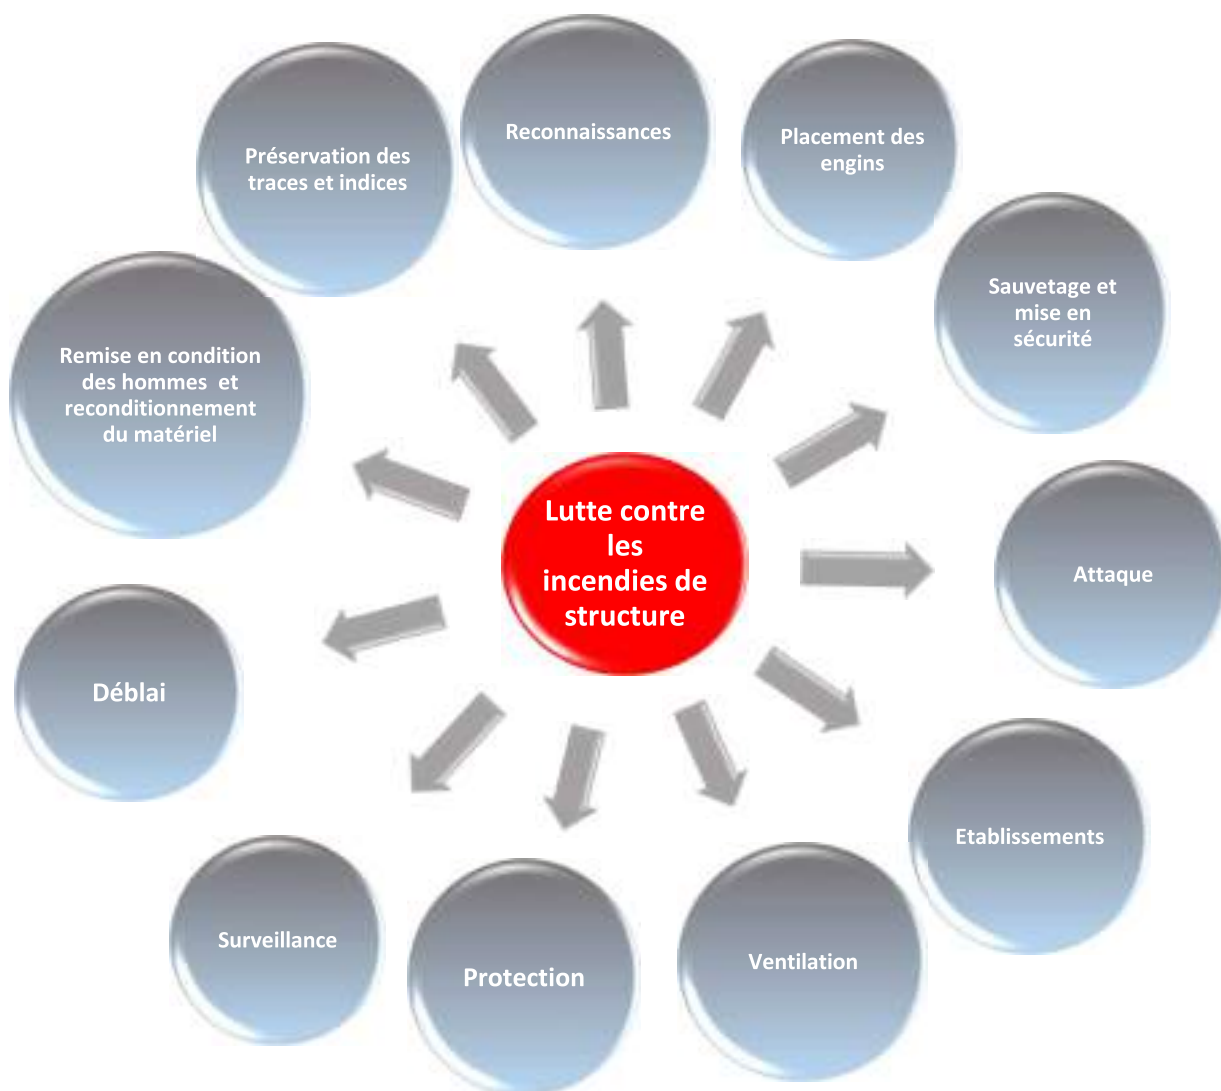 Reconnaissances
Placement des
engins
Préservation des
traces et indices
Sauvetage et
mise en
sécurité
Remise en condition
des hommes  et
reconditionnement
du matériel
Lutte contre
les
incendies de
structure
Attaque
Déblai
Etablissements
Surveillance
Protection
Ventilation